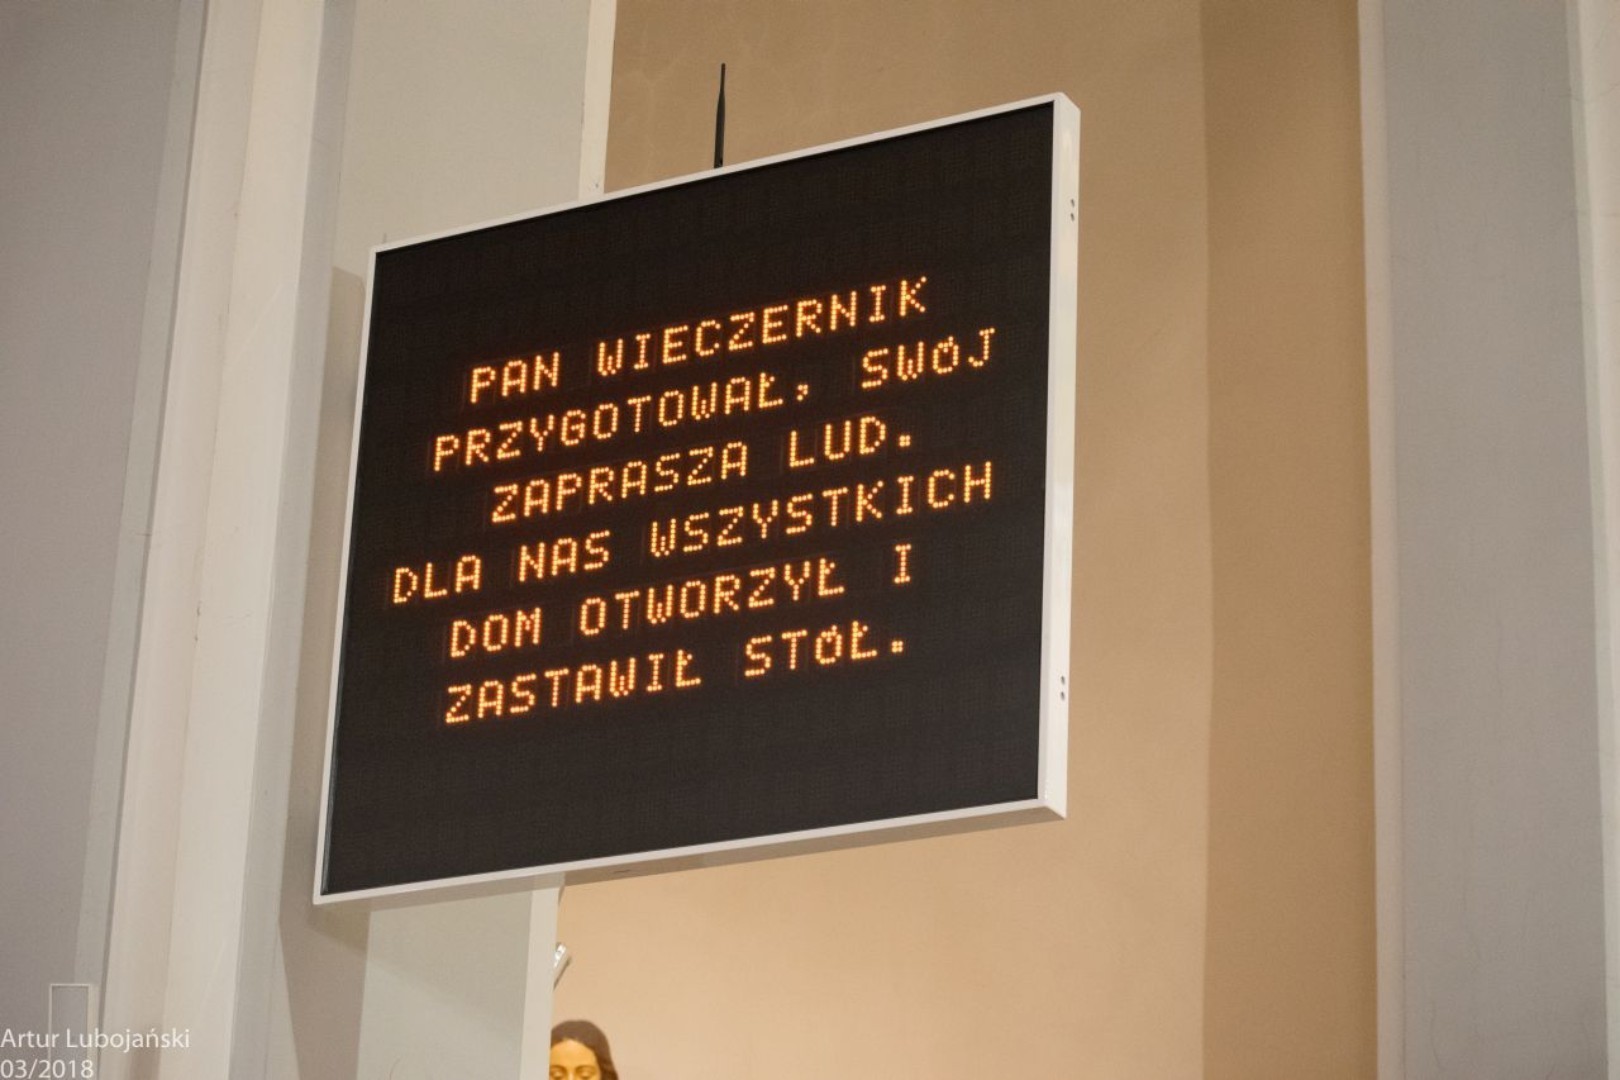 PAN WIECZERNIK
PRZYGOTOWAŁ, SWÓJ
ZAPRASZA LUD.
DLA NAS WSZYSTKICH
DOM OTWORZYŁ I
ZASTAWIŁ STÓŁ.
Artur Lubojański
03/2018